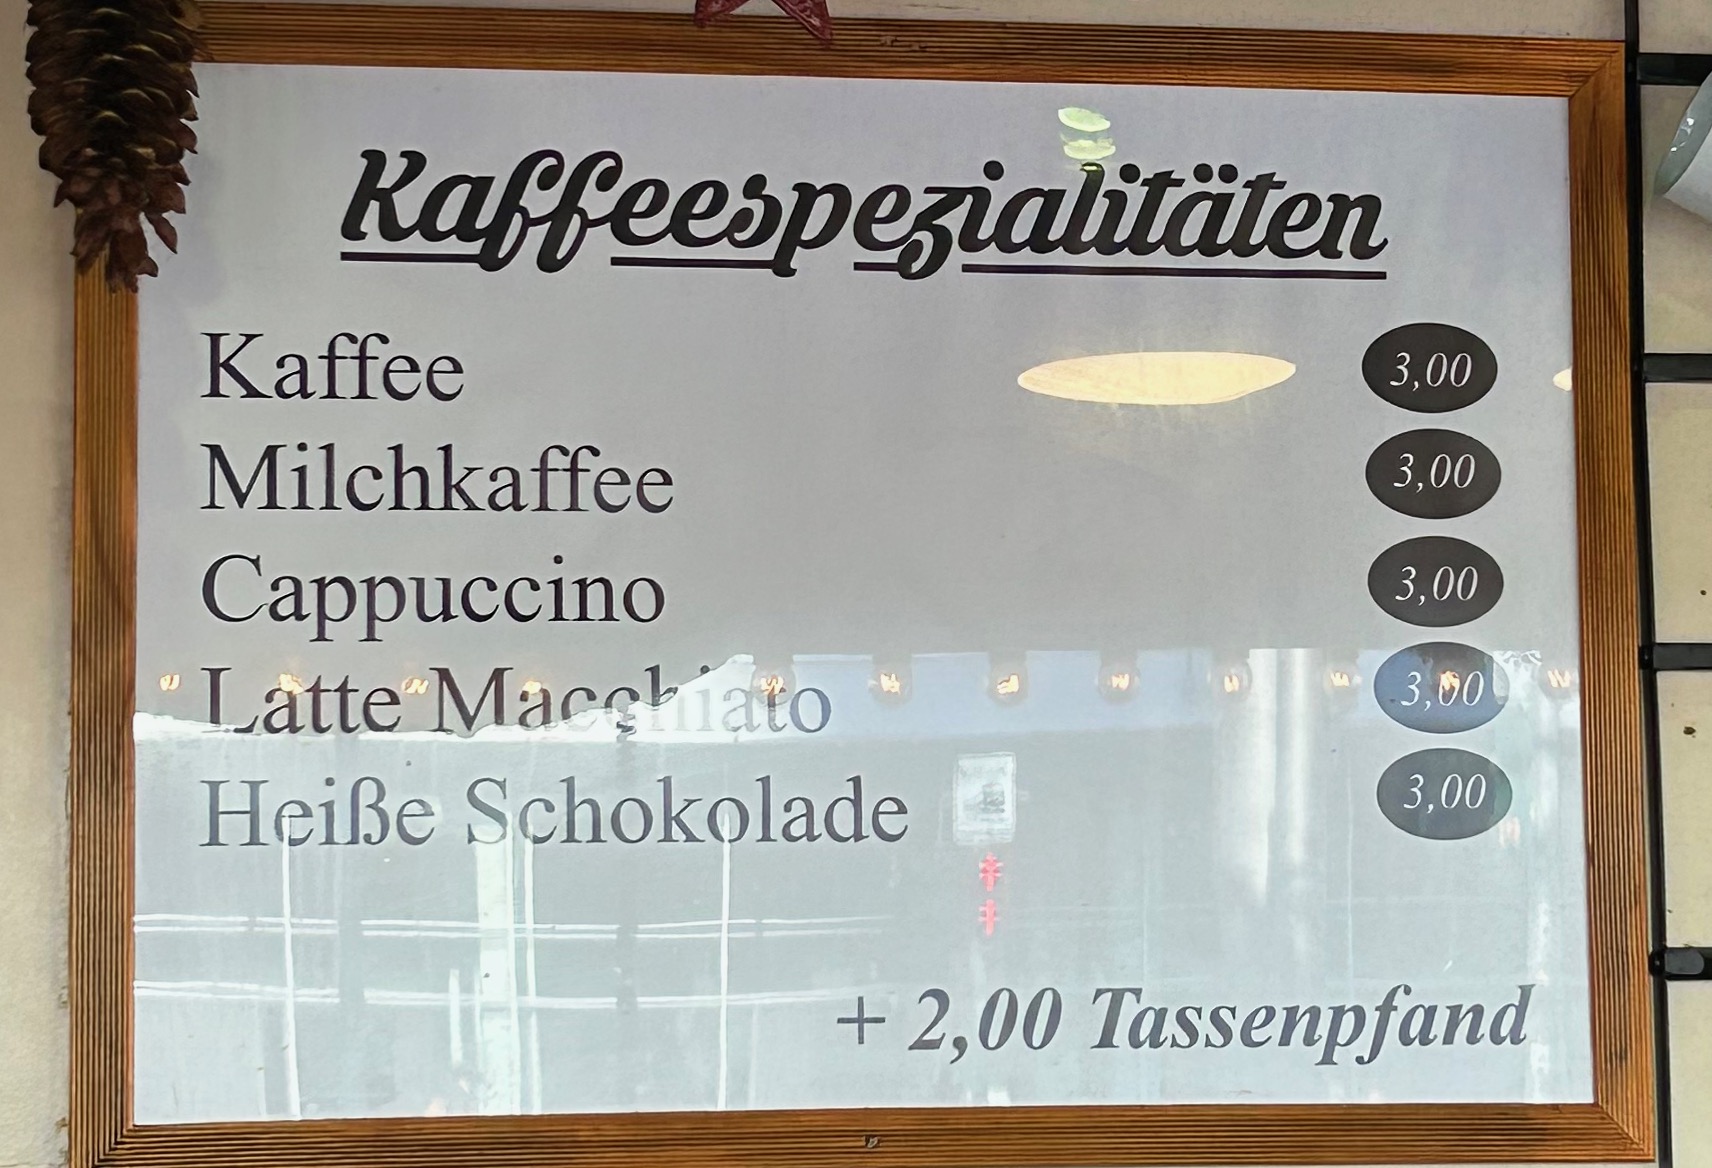 Kaffeespezialitäten
Kaffee 3,00
Milchkaffee 3,00
Cappuccino 3,00
Latte Macchiato 3,00
Heiße Schokolade 3,00
+ 2,00 Tassenpfand